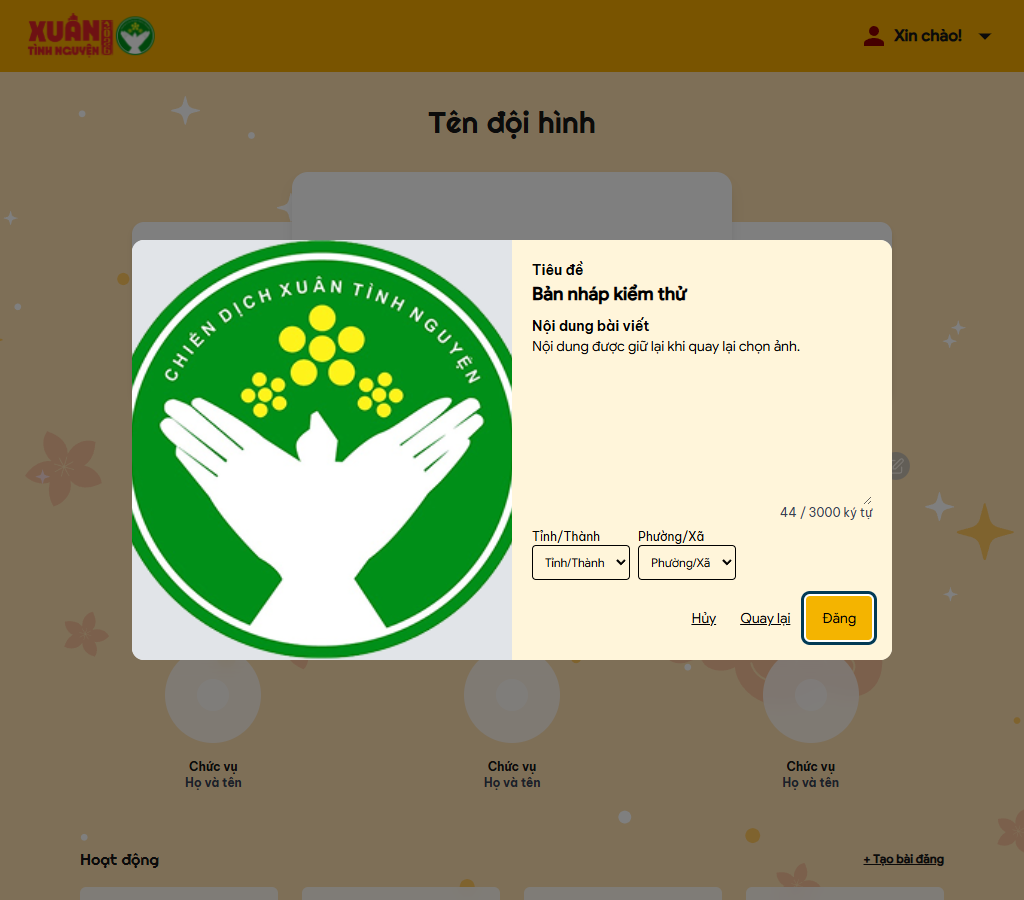 XUÂN
TÌNH NGUYỆN
Xin chào!
Tên đội hình
CHIẾN DỊCH XUÂN TÌNH NGUYỆN
Tiêu đề
Bản nháp kiểm thử
Nội dung bài viết
Nội dung được giữ lại khi quay lại chọn ảnh.
44 / 3000 ký tự
Tỉnh/Thành Phường/Xã
Tỉnh/Thành Phường/Xã
Hủy Quay lại Đăng
Chức vụ Chức vụ Chức vụ
Họ và tên Họ và tên Họ và tên
Hoạt động + Tạo bài đăng